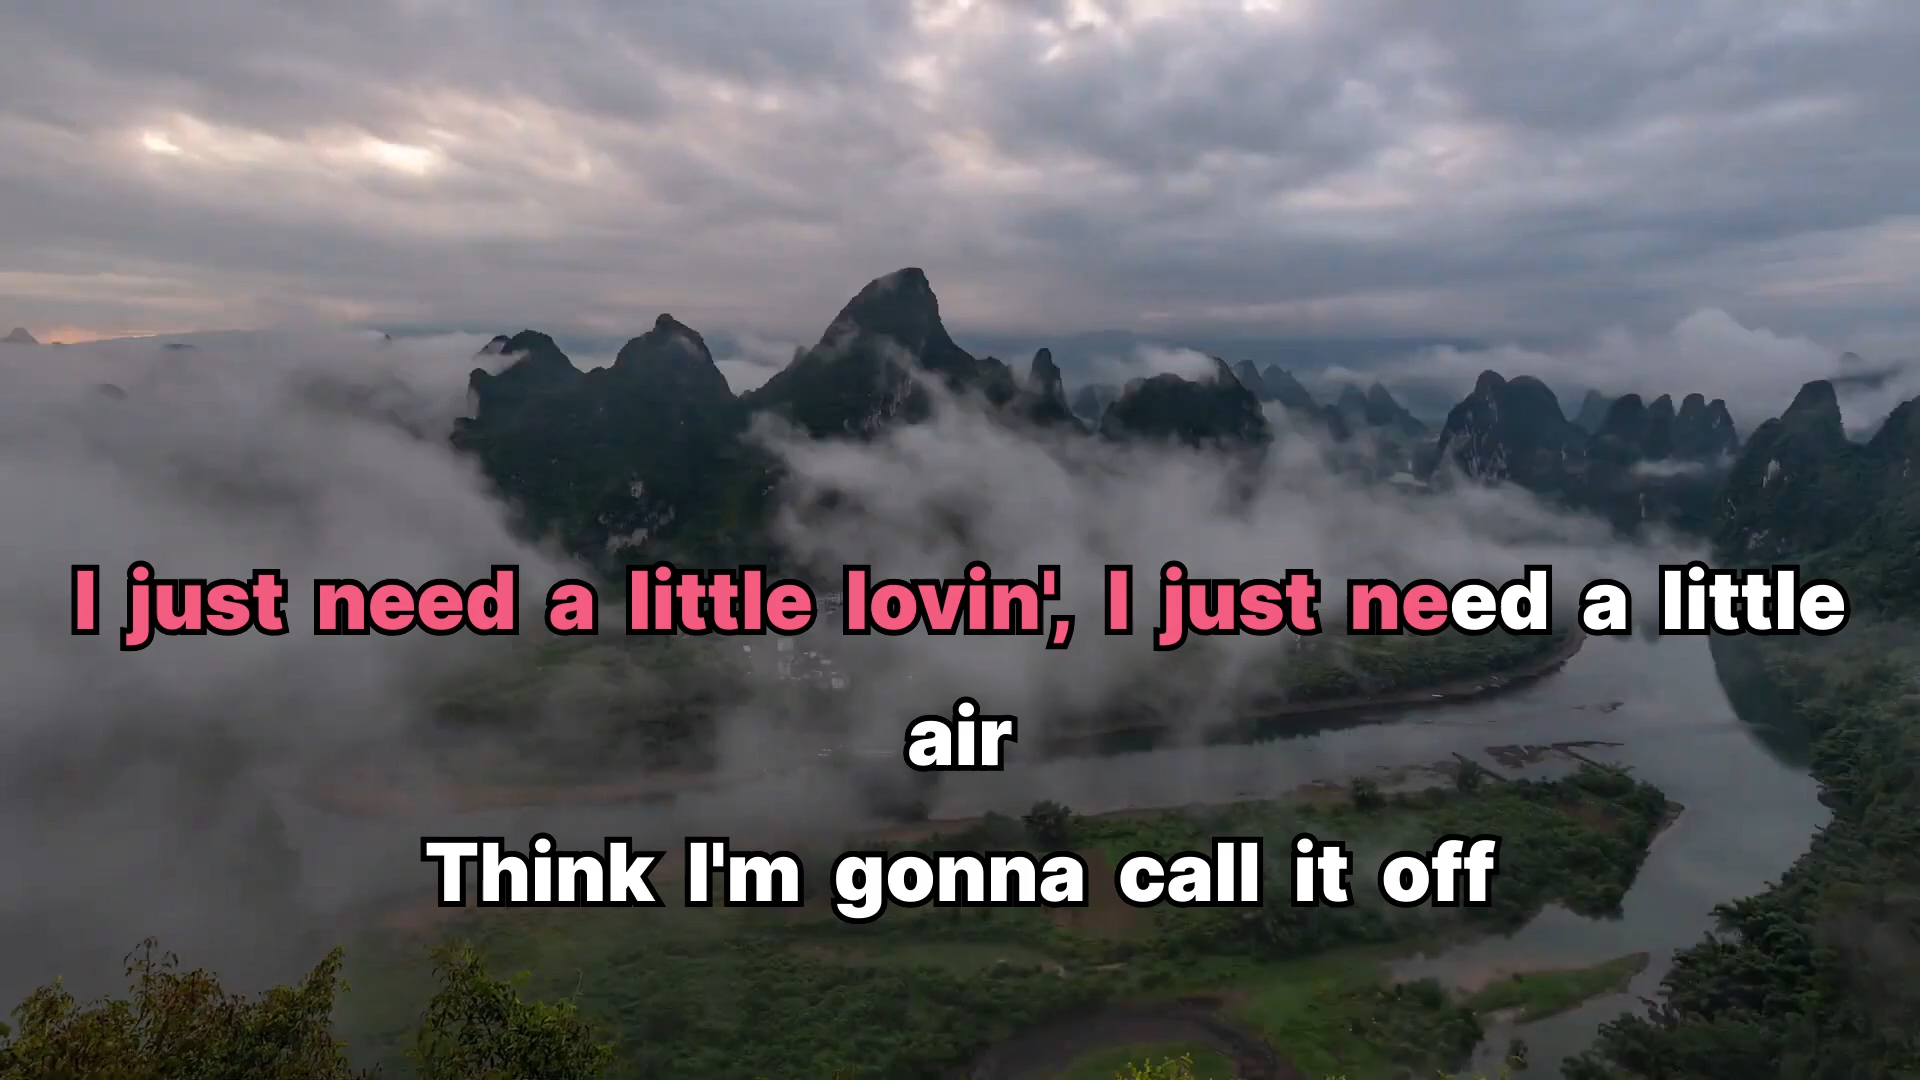 I just need a little lovin', I just need a little
air
Think I'm gonna call it off